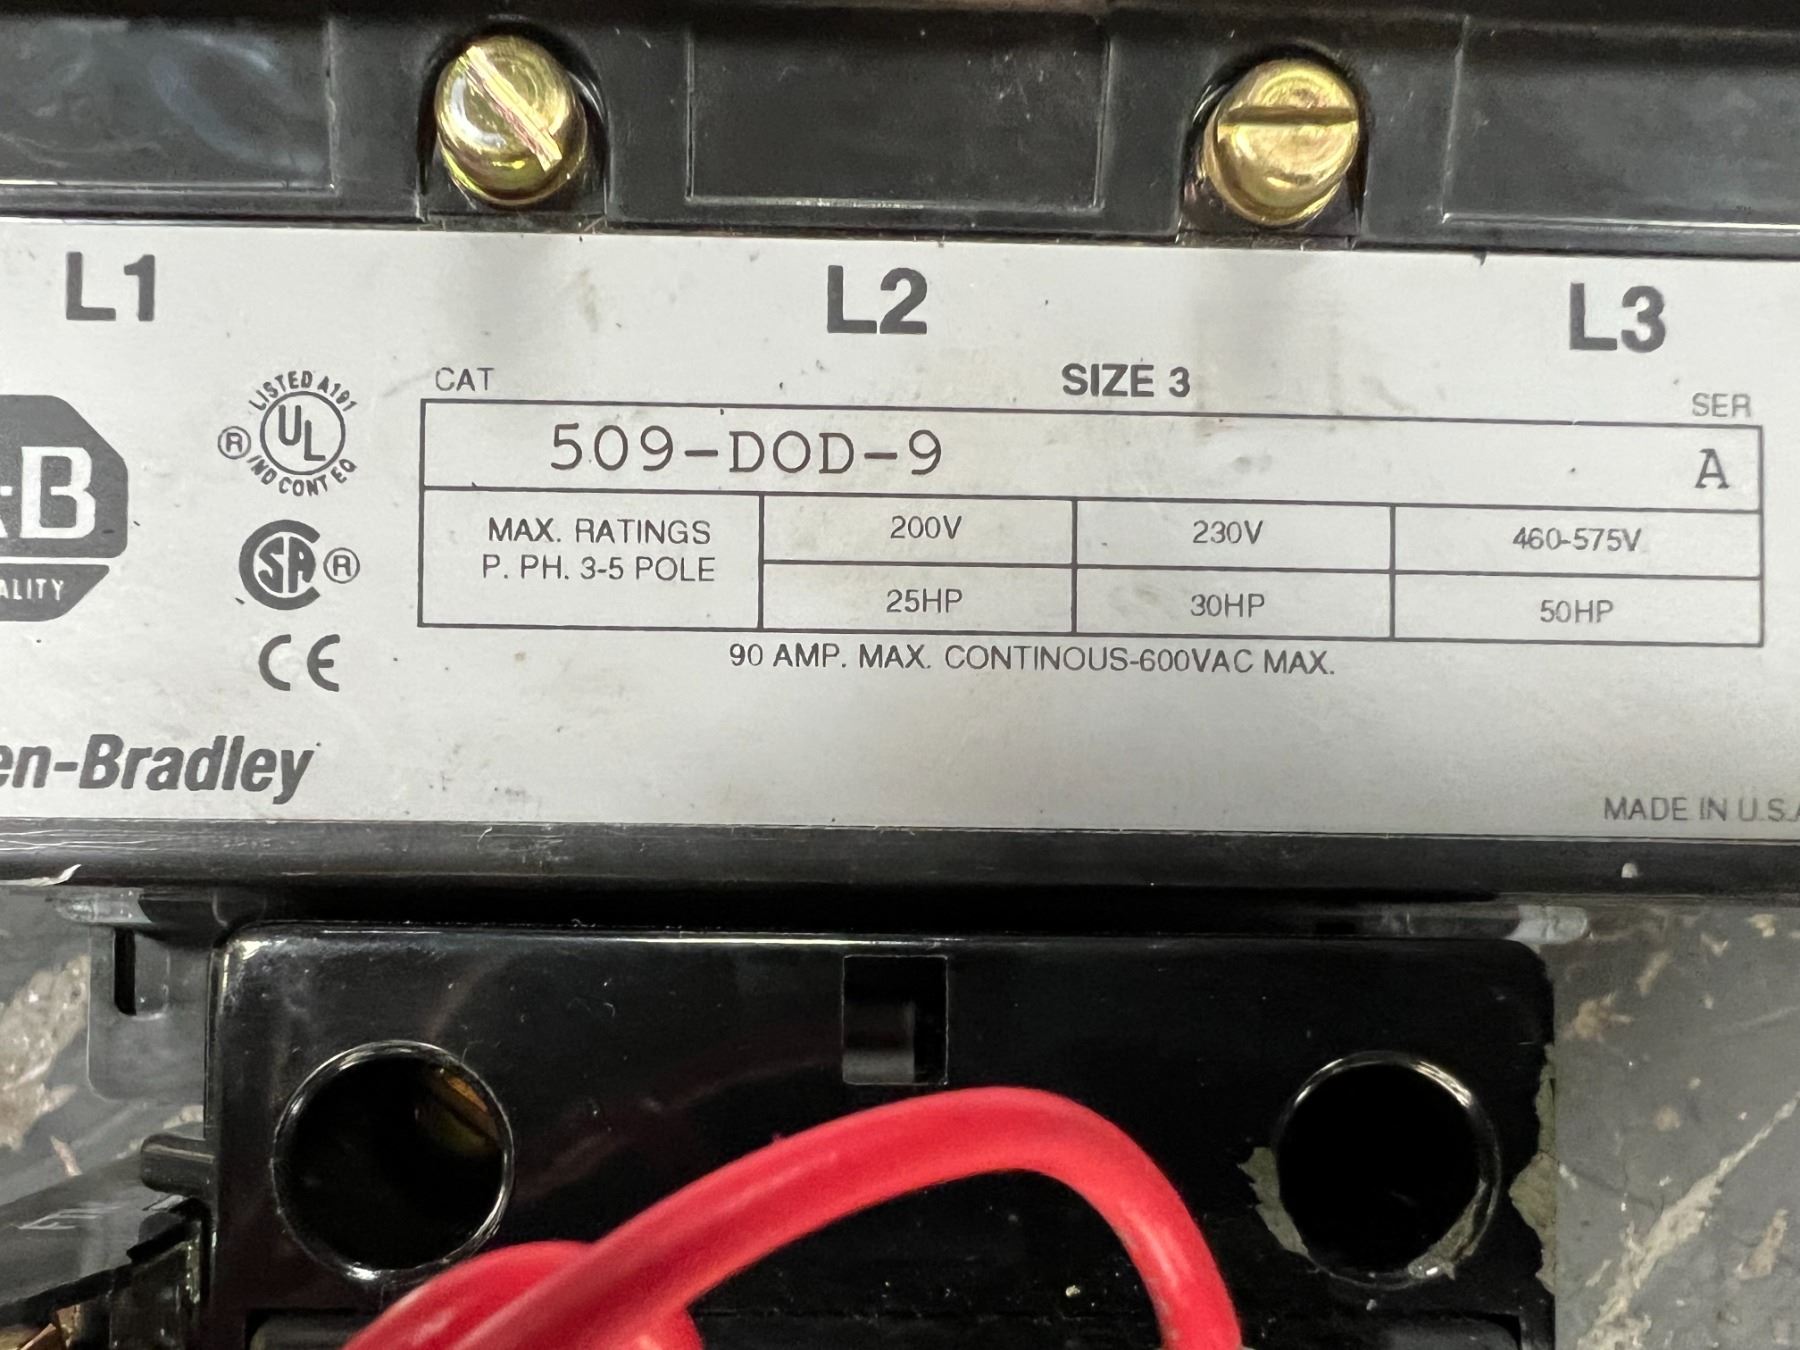 L1 L2 L3
LISTED A191
UL
®
IND CONT EQ
CAT SIZE 3 SER
509-DOD-9 A
MAX. RATINGS
P. PH. 3-5 POLE
200V 230V 460-575V
25HP 30HP 50HP
90 AMP. MAX. CONTINOUS-600VAC MAX.
-B
ALITY
SA ®
CE
en-Bradley
MADE IN U.S.A